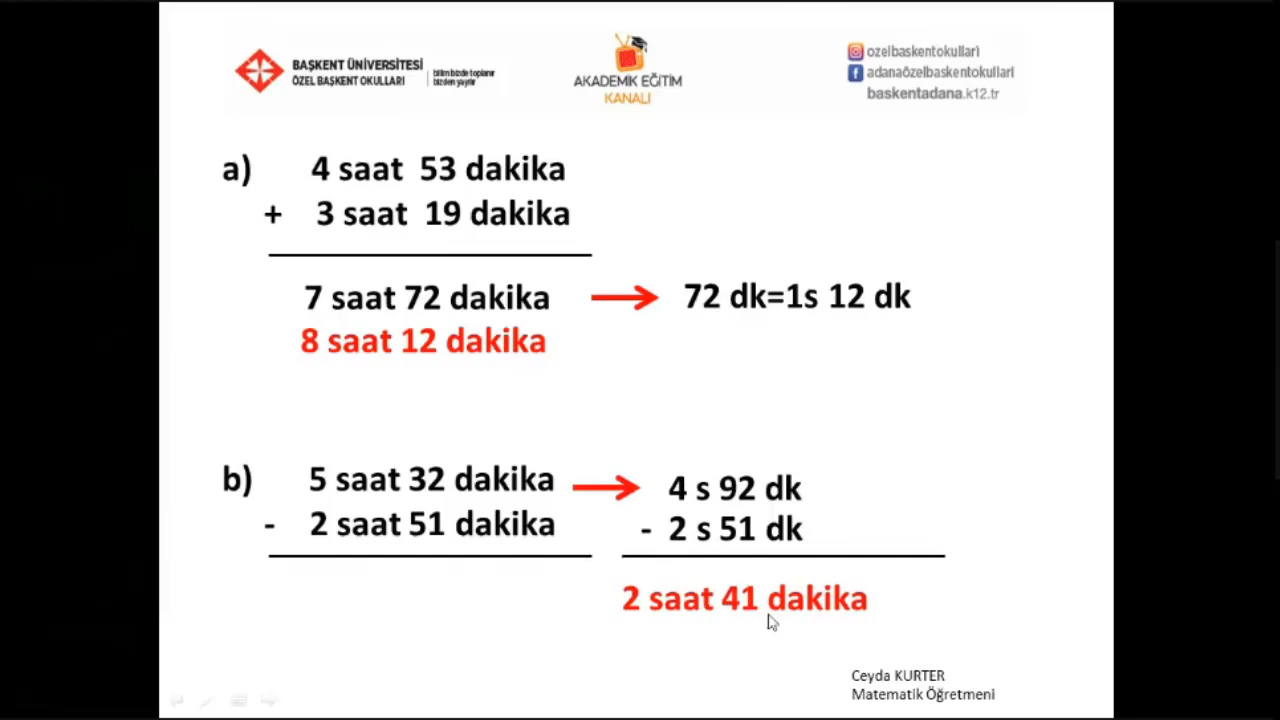 BAŞKENT ÜNİVERSİTESİ
ÖZEL BAŞKENT OKULLARI
bilim bizde toplanır
bizden yayılır
AKADEMİK EĞİTİM
KANALI
ozelbaskentokullari
adanaözelbaskentokullari
baskentadana.k12.tr
a) 4 saat 53 dakika
+ 3 saat 19 dakika
7 saat 72 dakika 72 dk=1s 12 dk
8 saat 12 dakika
b) 5 saat 32 dakika 4 s 92 dk
- 2 saat 51 dakika - 2 s 51 dk
2 saat 41 dakika
Ceyda KURTER
Matematik Öğretmeni